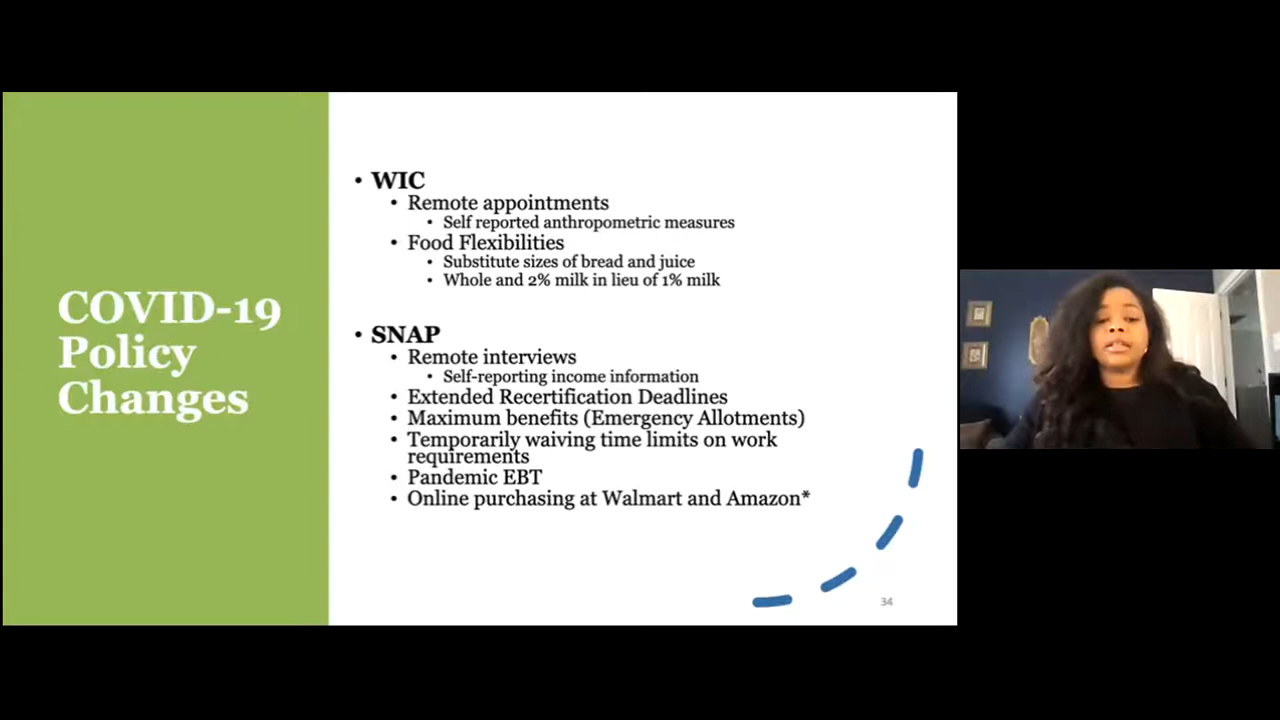 COVID-19
Policy
Changes
• WIC
• Remote appointments
• Self reported anthropometric measures
• Food Flexibilities
• Substitute sizes of bread and juice
• Whole and 2% milk in lieu of 1% milk
• SNAP
• Remote interviews
• Self-reporting income information
• Extended Recertification Deadlines
• Maximum benefits (Emergency Allotments)
• Temporarily waiving time limits on work
requirements
• Pandemic EBT
• Online purchasing at Walmart and Amazon*
34